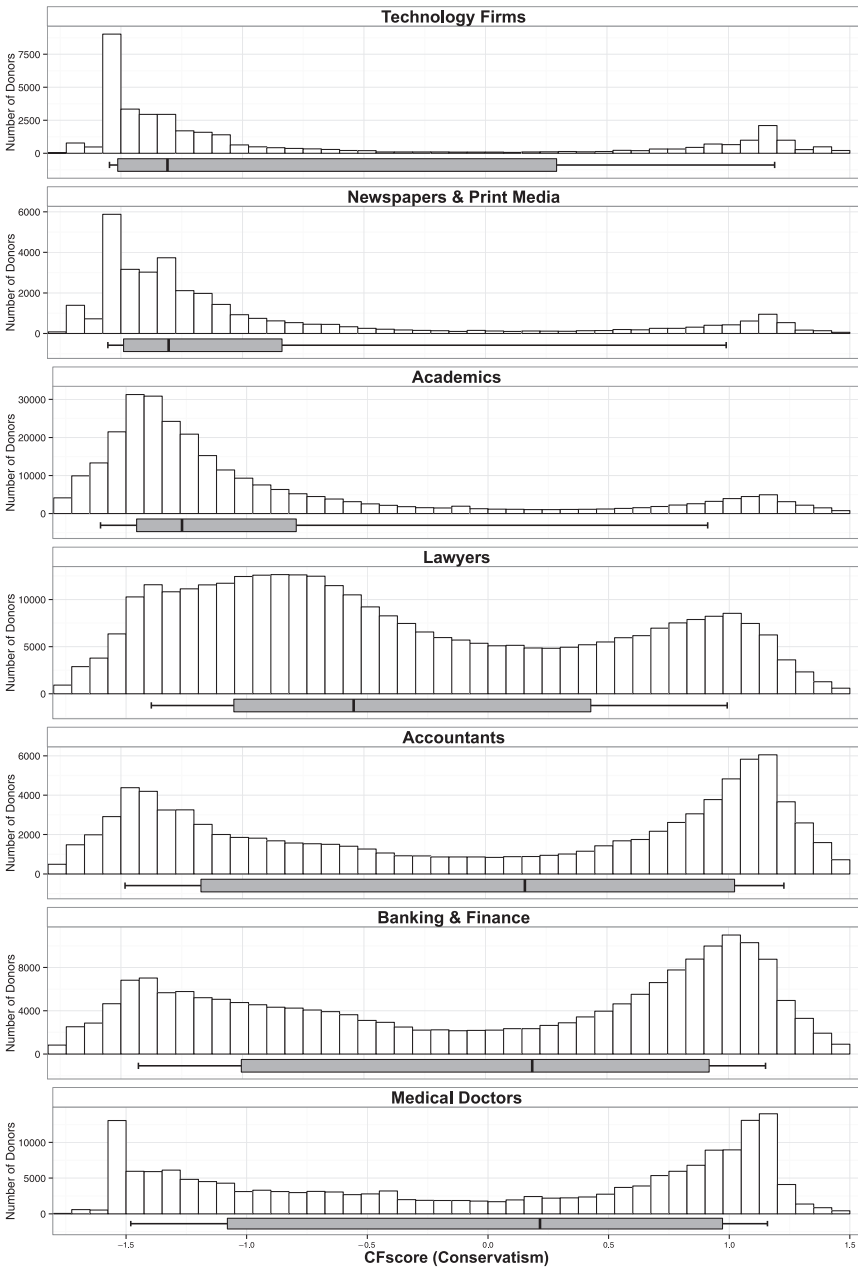 Technology Firms
Number of Donors
7500
5000
2500
0
Newspapers & Print Media
Number of Donors
6000
4000
2000
0
Academics
Number of Donors
30000
20000
10000
0
Lawyers
Number of Donors
10000
5000
0
Accountants
Number of Donors
6000
4000
2000
0
Banking & Finance
Number of Donors
8000
4000
0
Medical Doctors
Number of Donors
10000
5000
0
−1.5 −1.0 −0.5 0.0 0.5 1.0 1.5
CFscore (Conservatism)